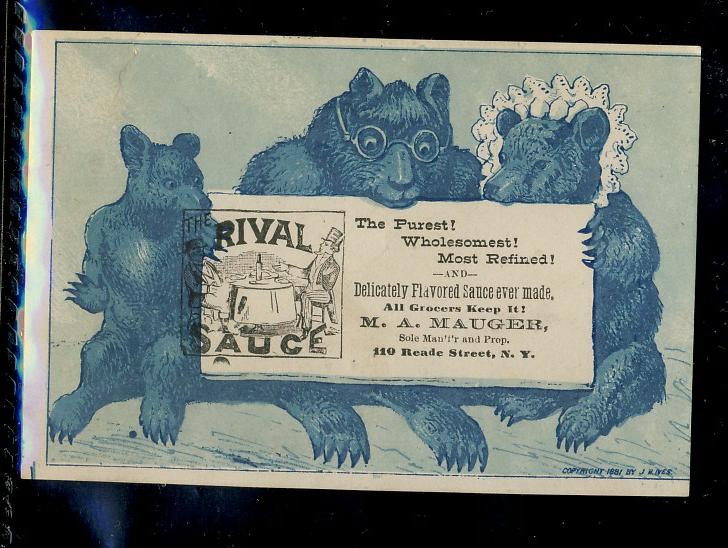 THE
RIVAL
SAUCE
The Purest!
Wholesomest!
Most Refined!
—AND—
Delicately Flavored Sauce ever made.
All Grocers Keep It!
M. A. MAUGER,
Sole Man'f'r and Prop.
110 Reade Street, N. Y.
COPYRIGHT 1881 BY J. H. IVES